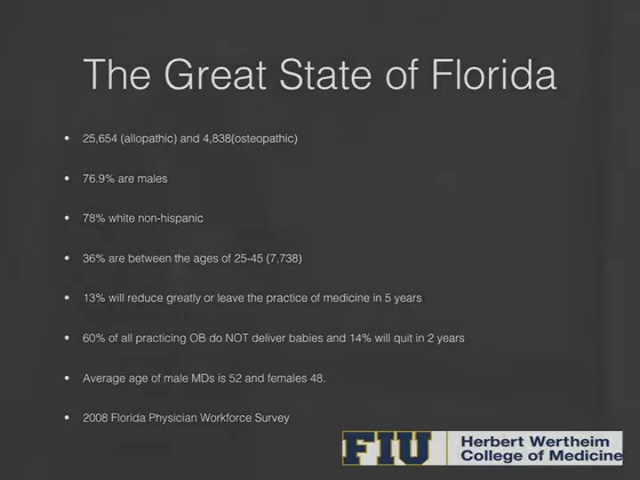 The Great State of Florida
• 25,654 (allopathic) and 4,838(osteopathic)
• 76.9% are males
• 78% white non-hispanic
• 36% are between the ages of 25-45 (7,738)
• 13% will reduce greatly or leave the practice of medicine in 5 years
• 60% of all practicing OB do NOT deliver babies and 14% will quit in 2 years
• Average age of male MDs is 52 and females 48.
• 2008 Florida Physician Workforce Survey
FIU
Herbert Wertheim
College of Medicine